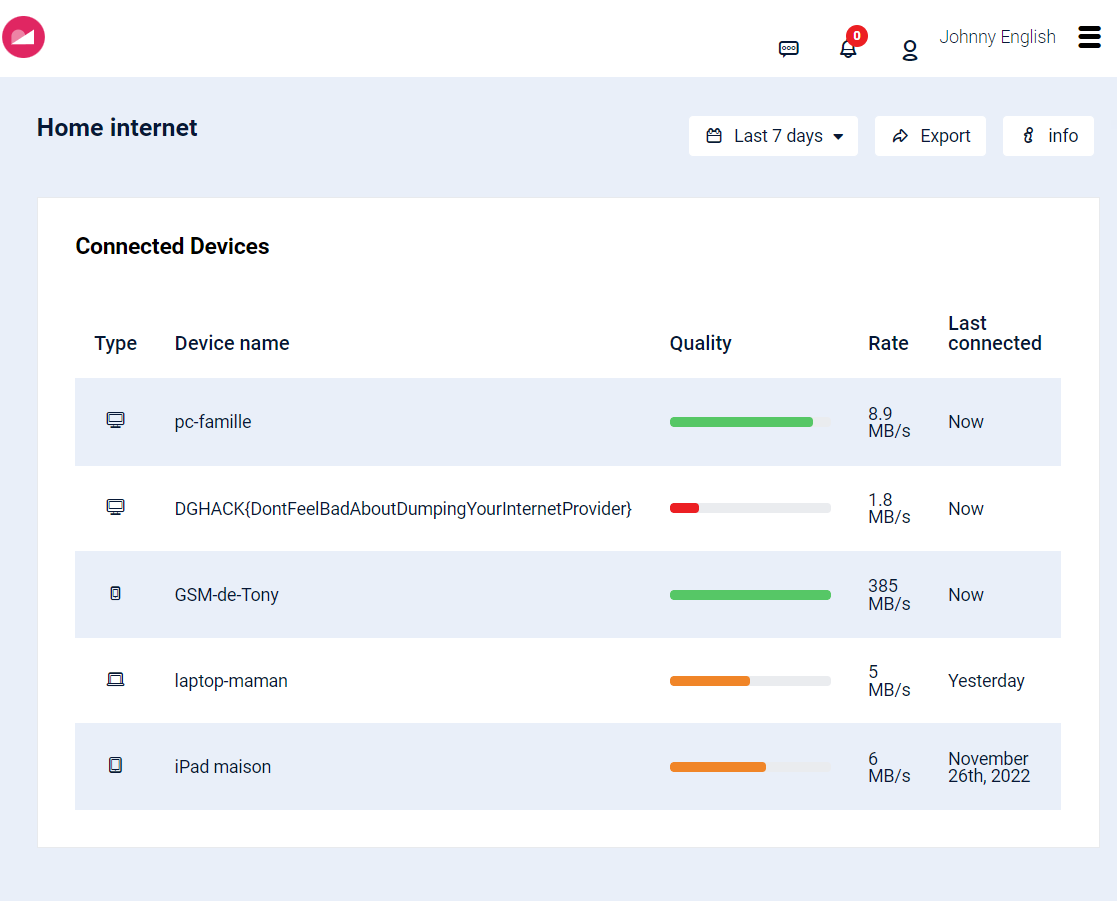 0
Johnny English
Home internet
Last 7 days
Export
info
Connected Devices
Type
Device name
Quality
Rate
Last
connected
pc-famille
8.9
MB/s
Now
DGHACK{DontFeelBadAboutDumpingYourInternetProvider}
1.8
MB/s
Now
GSM-de-Tony
385
MB/s
Now
laptop-maman
5
MB/s
Yesterday
iPad maison
6
MB/s
November
26th, 2022